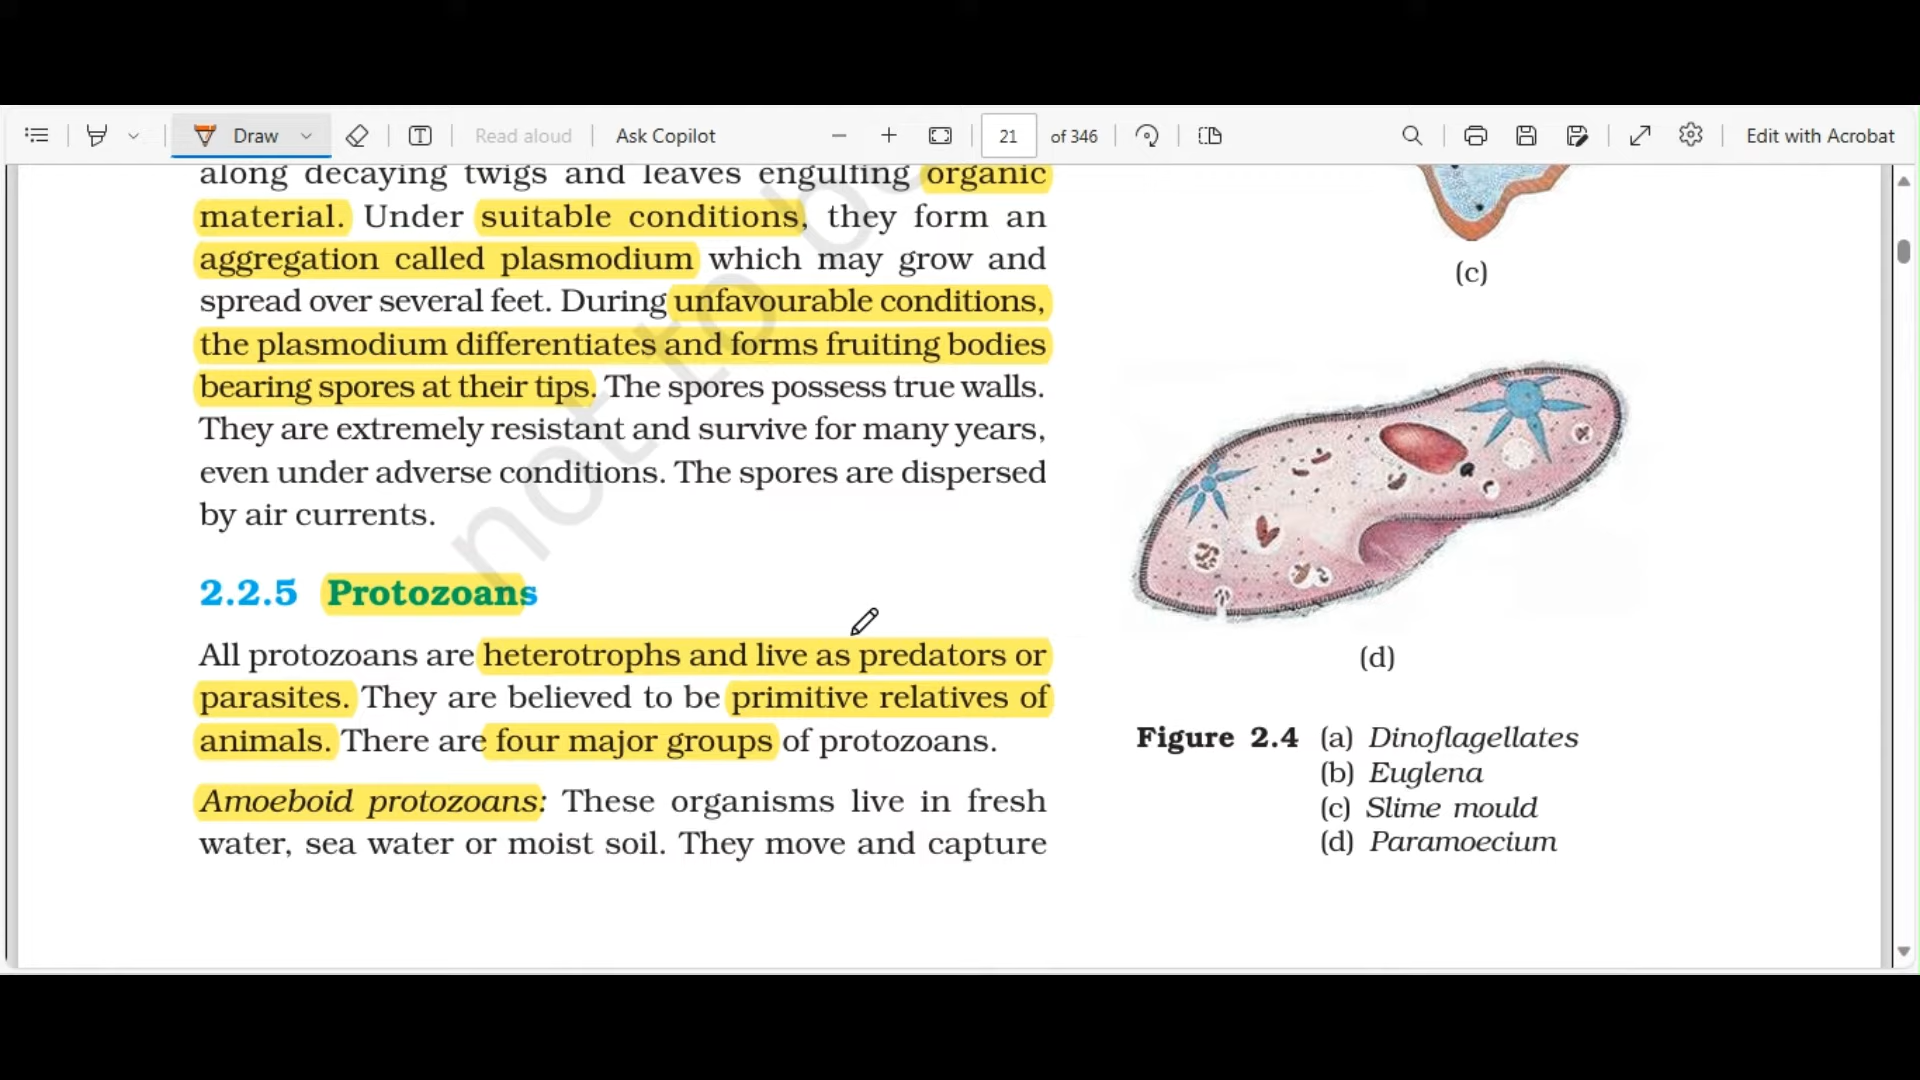 Draw
Read aloud
Ask Copilot
21 of 346
Edit with Acrobat
along decaying twigs and leaves engulfing organic
material. Under suitable conditions, they form an
aggregation called plasmodium which may grow and
spread over several feet. During unfavourable conditions,
the plasmodium differentiates and forms fruiting bodies
bearing spores at their tips. The spores possess true walls.
They are extremely resistant and survive for many years,
even under adverse conditions. The spores are dispersed
by air currents.
2.2.5 Protozoans
All protozoans are heterotrophs and live as predators or
parasites. They are believed to be primitive relatives of
animals. There are four major groups of protozoans.
Amoeboid protozoans: These organisms live in fresh
water, sea water or moist soil. They move and capture
not to be
(c)
(d)
Figure 2.4 (a) Dinoflagellates
(b) Euglena
(c) Slime mould
(d) Paramoecium